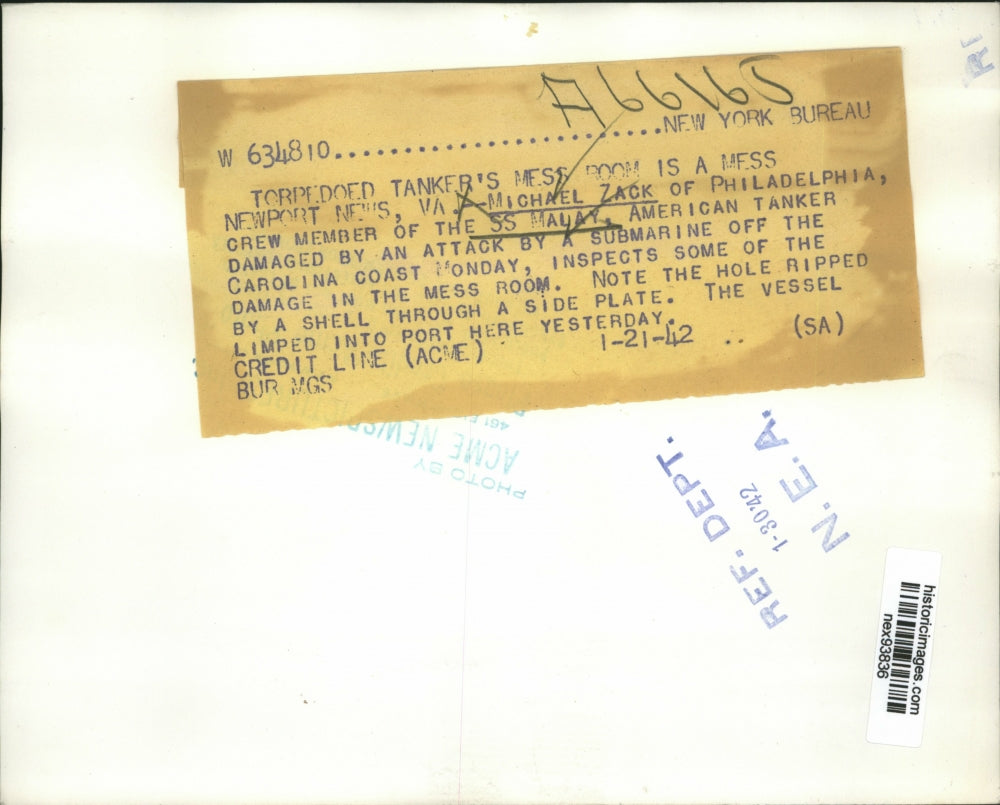 A66165
W 634810........................NEW YORK BUREAU
TORPEDOED TANKER'S MESS ROOM IS A MESS
NEWPORT NEWS, VA.--MICHAEL ZACK OF PHILADELPHIA,
CREW MEMBER OF THE SS MALAY, AMERICAN TANKER
DAMAGED BY AN ATTACK BY A SUBMARINE OFF THE
CAROLINA COAST MONDAY, INSPECTS SOME OF THE
DAMAGE IN THE MESS ROOM. NOTE THE HOLE RIPPED
BY A SHELL THROUGH A SIDE PLATE. THE VESSEL
LIMPED INTO PORT HERE YESTERDAY.
CREDIT LINE (ACME) 1-21-42 .. (SA)
BUR MGS
PHOTO BY
ACME
461
REF. DEPT.
1-30 42
N. E. A.
historicimages.com
nex93836